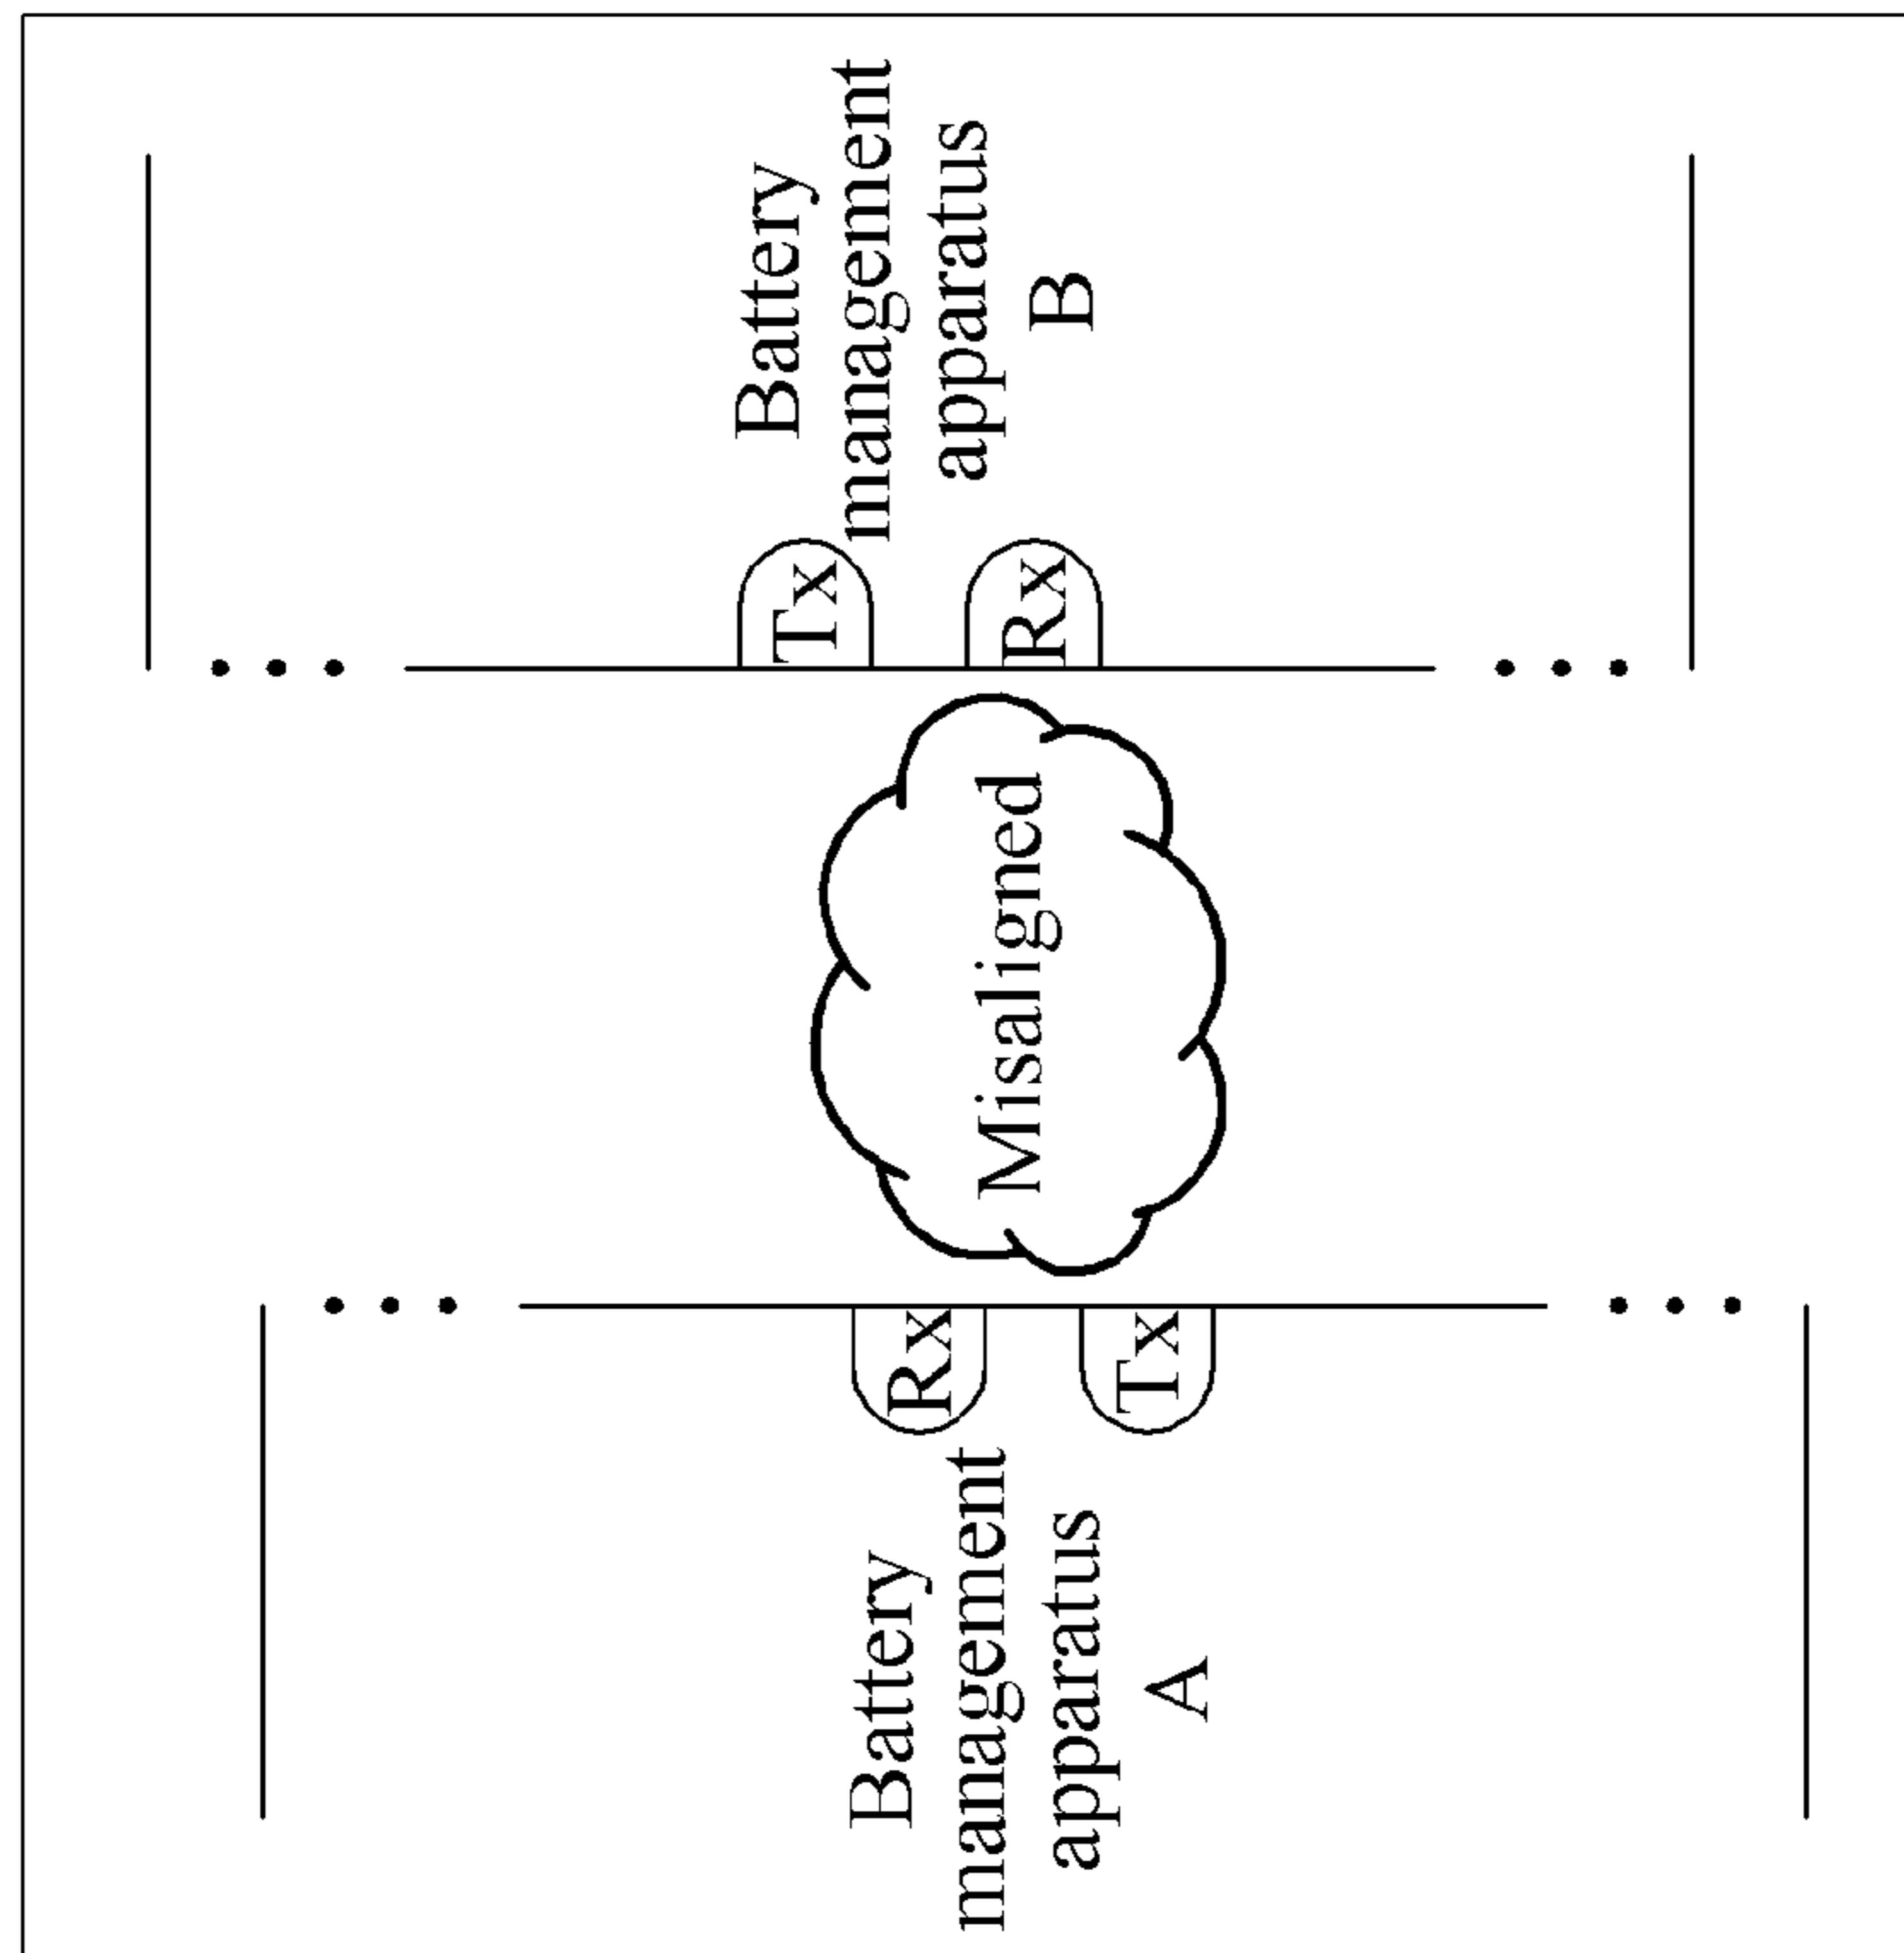 Battery
management
apparatus
A
Rx
Tx
Misaligned
Tx
Rx
Battery
management
apparatus
B